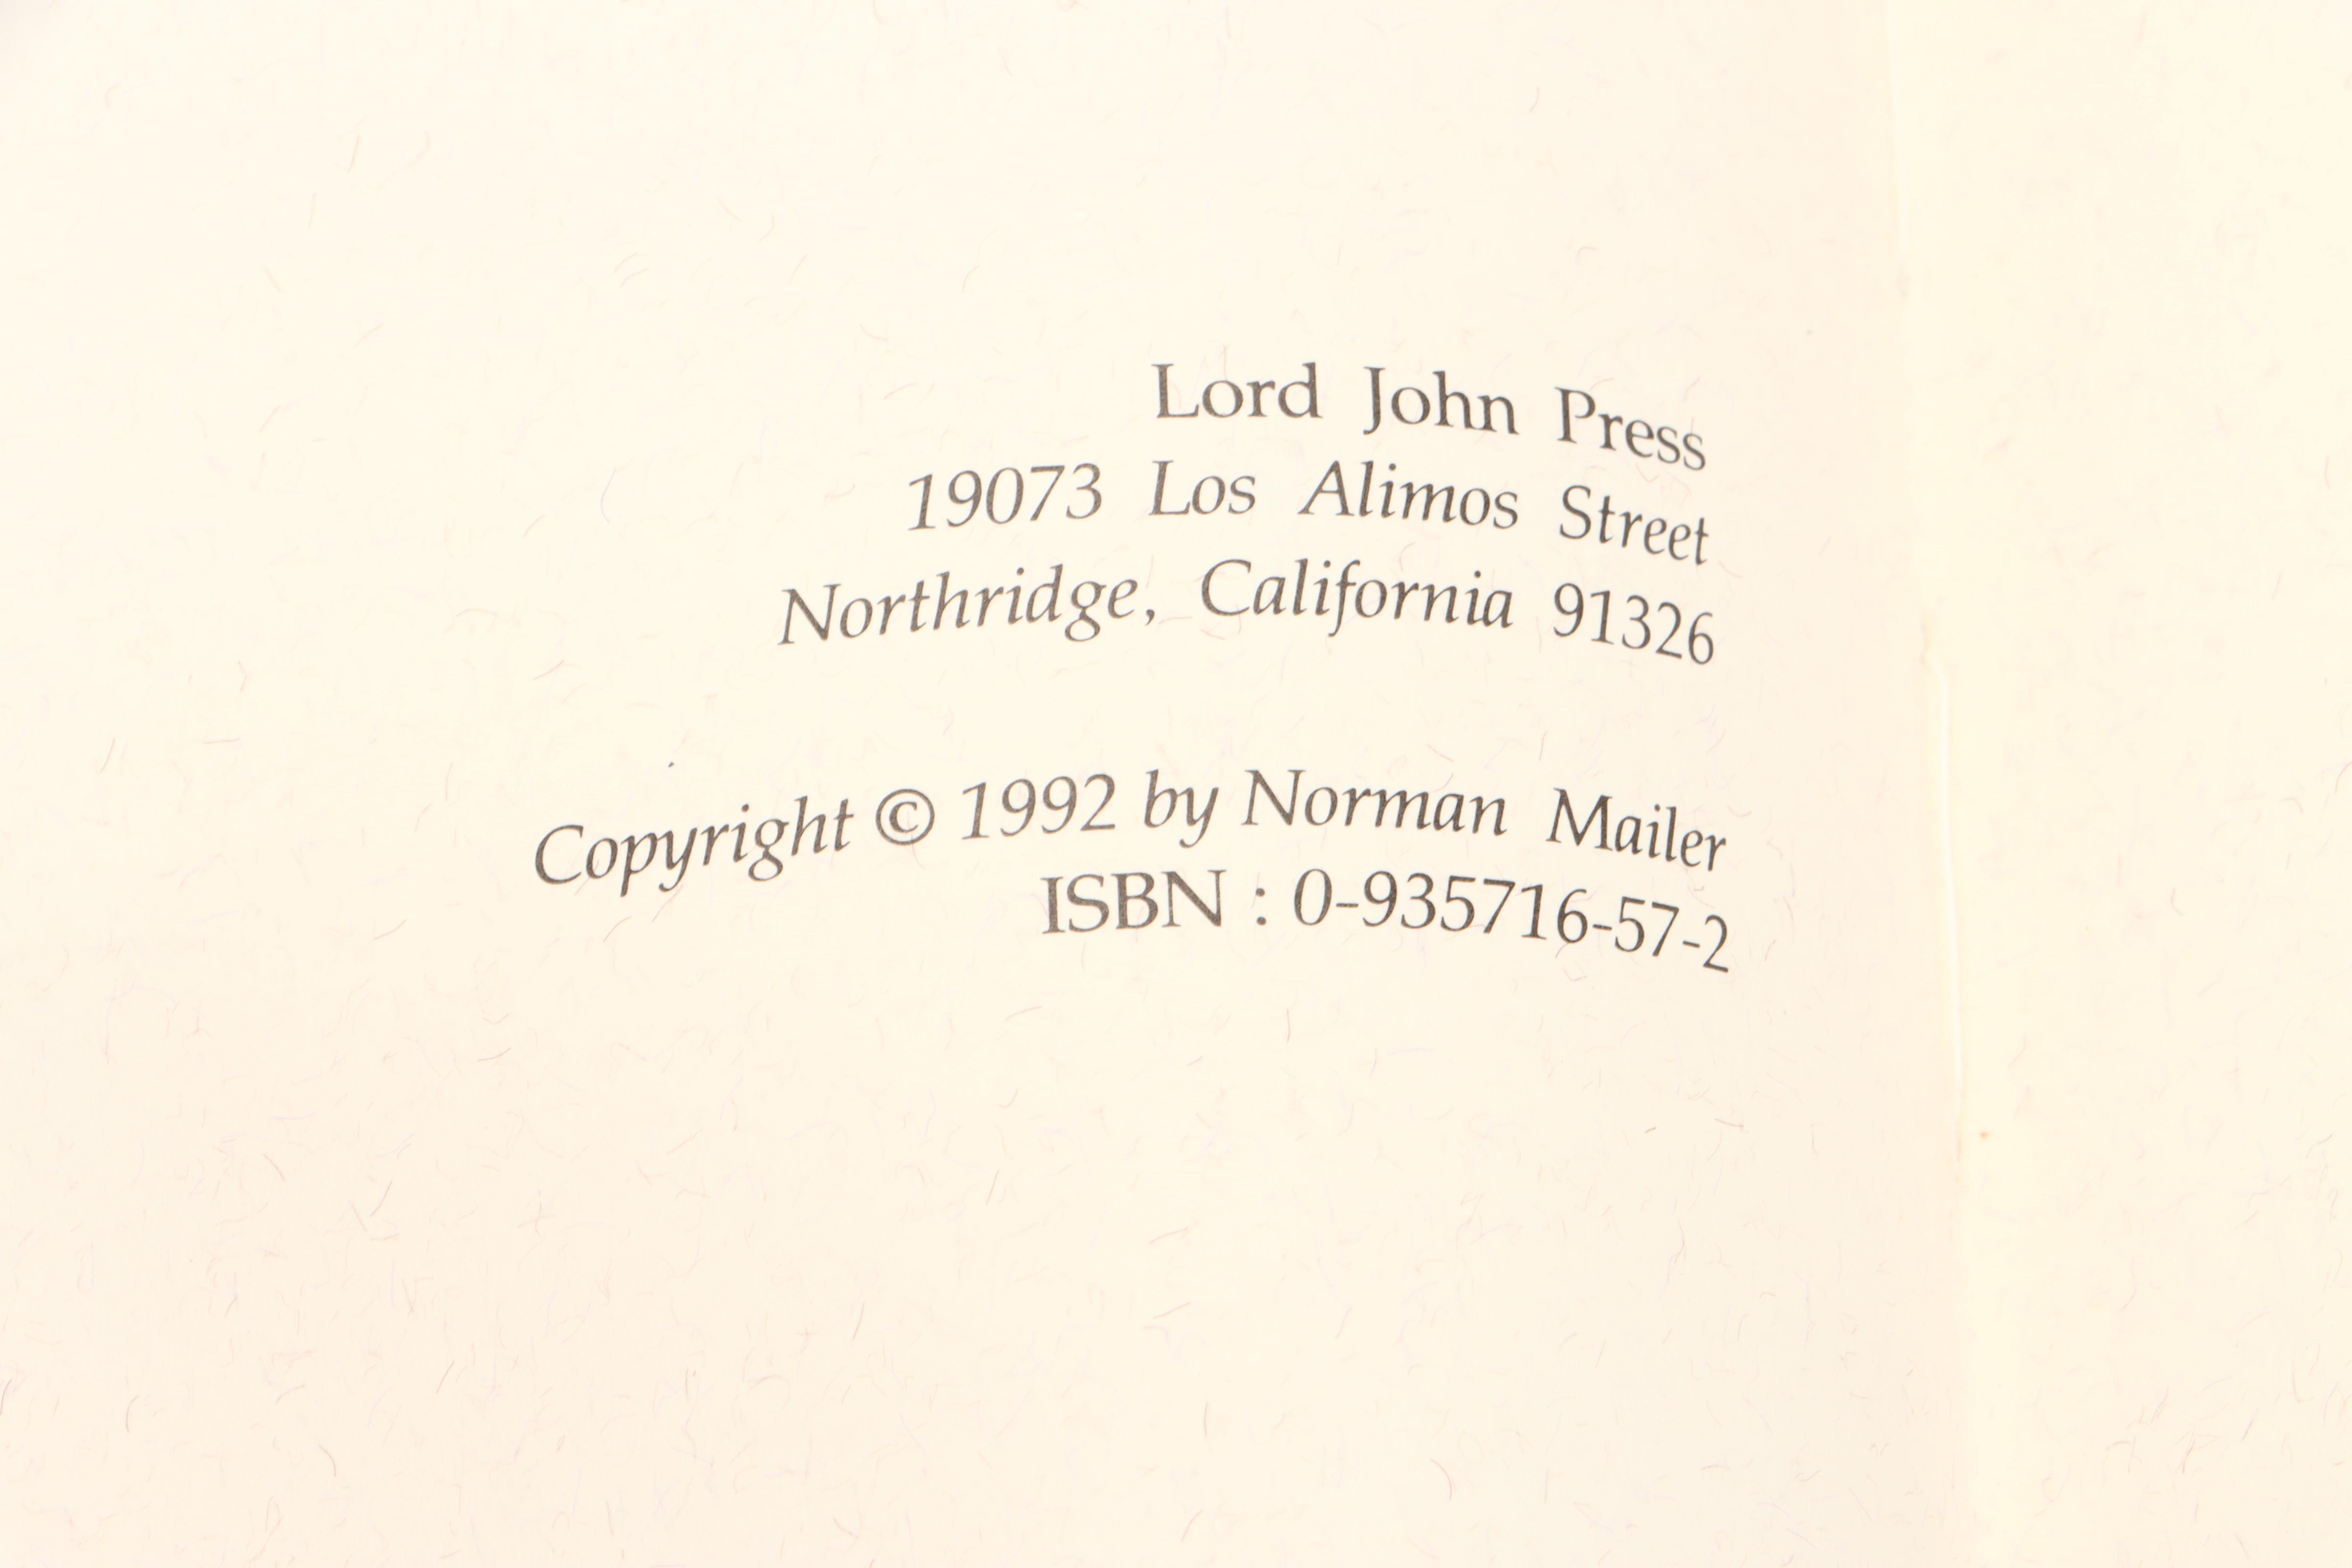 Lord John Press
19073 Los Alimos Street
Northridge, California 91326
Copyright © 1992 by Norman Mailer
ISBN : 0-935716-57-2